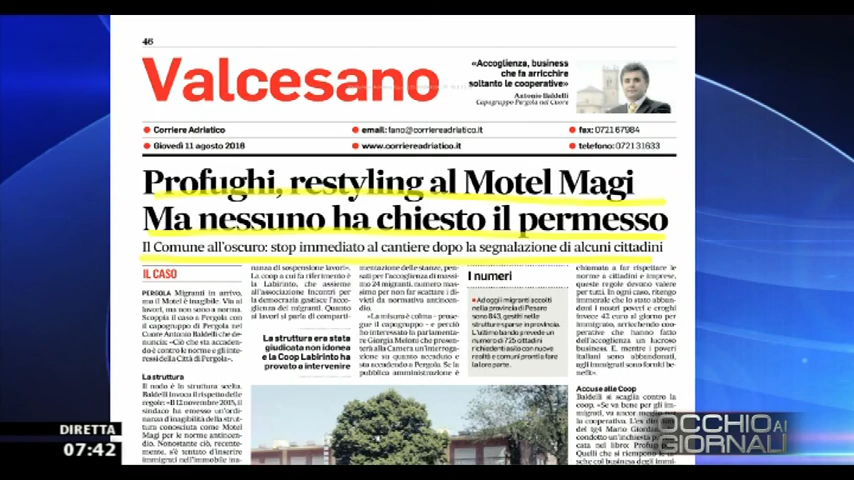 46
Valcesano
«Accoglienza, business
che fa arricchire
soltanto le cooperative»
Antonio Baldelli
Capogruppo Pergola nel Cuore
Corriere Adriatico
email: fano@corriereadriatico.it
fax: 0721 67984
Giovedì 11 agosto 2016
www.corriereadriatico.it
telefono: 0721 31633
Profughi, restyling al Motel Magi
Ma nessuno ha chiesto il permesso
Il Comune all'oscuro: stop immediato al cantiere dopo la segnalazione di alcuni cittadini
IL CASO
PERGOLA Migranti in arrivo,
ma il Motel è inagibile. Via ai
lavori, ma non sono a norma.
Scoppia il caso a Pergola con
il capogruppo di Pergola nel
Cuore Antonio Baldelli che de-
nuncia: «Ciò che sta accaden-
do è contro le norme e gli inte-
ressi della Città di Pergola».
La struttura
Il nodo è la struttura scelta.
Baldelli invoca il rispetto delle
regole: «Il 12 novembre 2015, il
sindaco ha emesso un'ordi-
nanza di inagibilità della strut-
tura conosciuta come Motel
Magi per le norme antincen-
dio. Nonostante ciò, recente-
mente, s'è tentato d'inserire
immigrati nell'immobile ina-
nanza di sospensione lavori».
La coop a cui fa riferimento è
la Labirinto, che assieme
all'associazione Incontri per
la democrazia gestisce l'acco-
glienza dei migranti. Quanto
ai lavori si parla di comparti-
La struttura era stata
giudicata non idonea
e la Coop Labirinto ha
provato a intervenire
mentazione delle stanze, pen-
sati per l'accoglienza di massi-
mo 24 migranti, numero mas-
simo per non far scattare i di-
vieti da normativa antincen-
dio.
«La misura è colma - prose-
gue il capogruppo - e perciò
ho interessato la parlamenta-
re Giorgia Meloni che presen-
terà alla Camera un'interroga-
zione su quanto accaduto e
sta accadendo a Pergola. Se la
pubblica amministrazione è
I numeri
Ad oggi i migranti accolti
nella provincia di Pesaro
sono 843, gestiti nelle
strutture sparse in provincia.
L'ultimo bando prevede un
numero di 725 cittadini
richiedenti asilo con nuove
realtà e comuni pronti a fare
la loro parte.
chiamata a far rispettare le
norme a cittadini e imprese,
queste regole devono valere
per tutti. In ogni caso, ritengo
immorale che lo stato abban-
doni i nostri poveri e eroghi
invece 42 euro al giorno per
immigrato, arricchendo coo-
perative che hanno fatto
dell'accoglienza un lucroso
business. E, mentre i poveri
italiani sono abbandonati,
agli immigrati sono forniti be-
nefit».
Accuse alle Coop
Baldelli si scaglia contro la
coop. «Se va bene per gli im-
DIRETTA
07:42
OCCHIO AI
GIORNALI